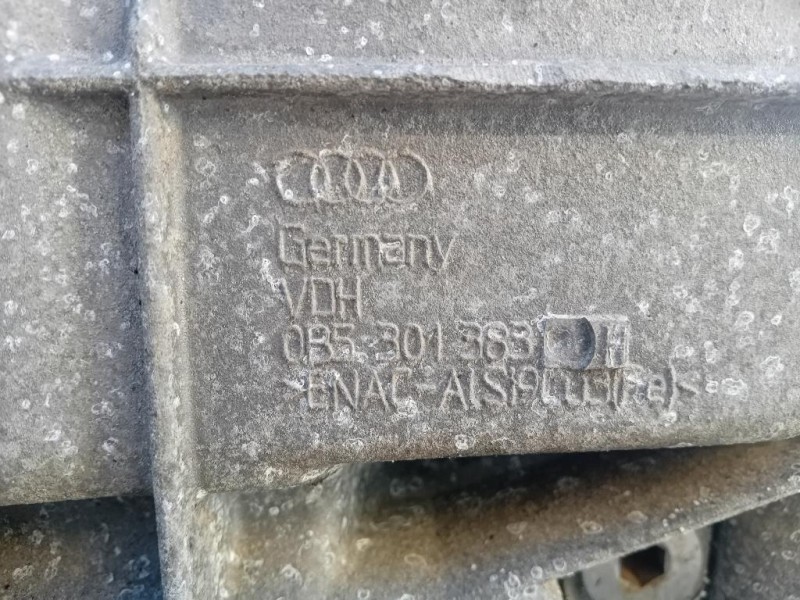 Germany
VDH
0B5 301 383 H
>ENAC-AlSi9Cu3(Fe)<